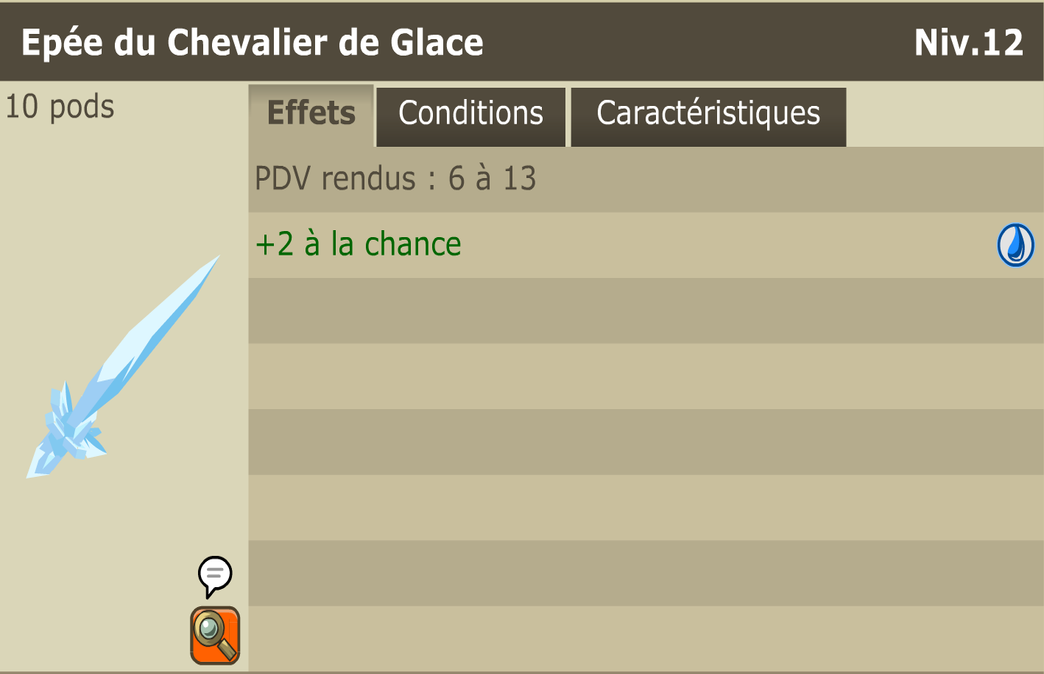 Epée du Chevalier de Glace
Niv.12
10 pods
Effets
Conditions
Caractéristiques
PDV rendus : 6 à 13
+2 à la chance